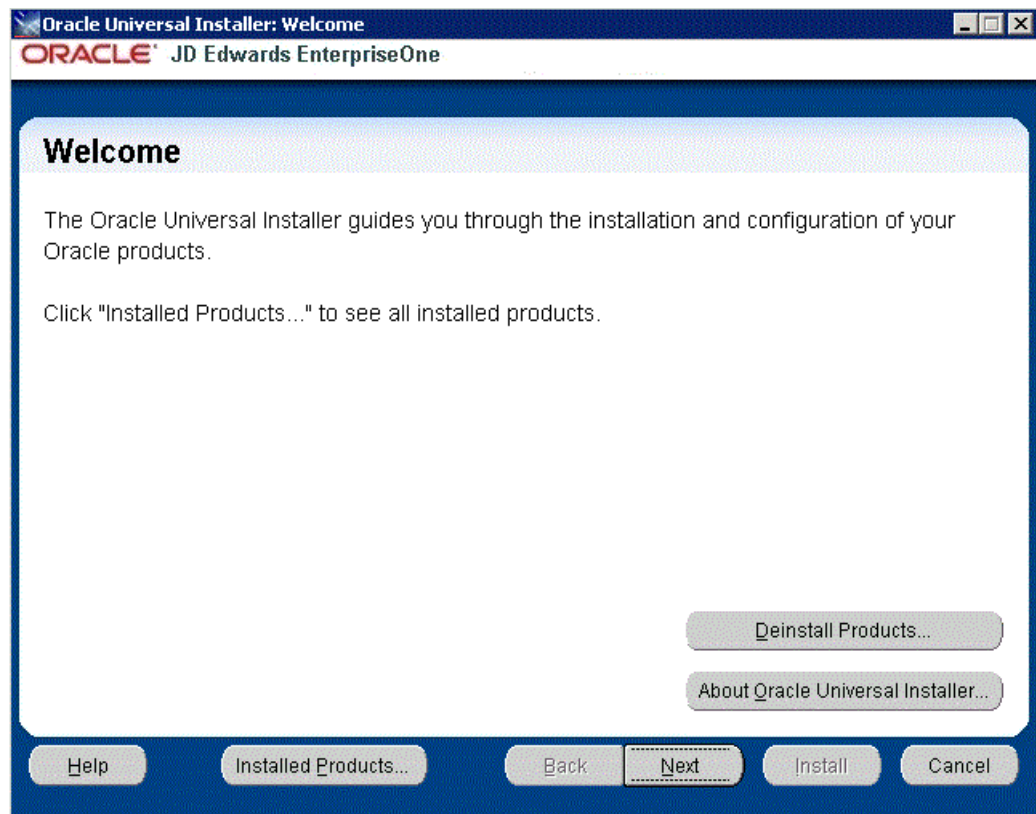 Oracle Universal Installer: Welcome
ORACLE JD Edwards EnterpriseOne
Welcome
The Oracle Universal Installer guides you through the installation and configuration of your
Oracle products.
Click "Installed Products..." to see all installed products.
Deinstall Products...
About Oracle Universal Installer...
Help Installed Products... Back Next Install Cancel